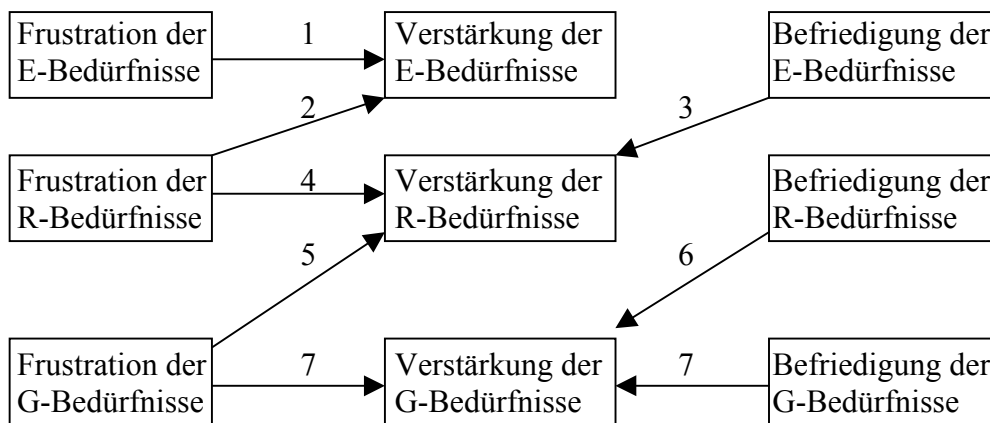 Frustration der
E-Bedürfnisse
1
Verstärkung der
E-Bedürfnisse
Befriedigung der
E-Bedürfnisse
2
3
Frustration der
R-Bedürfnisse
4
Verstärkung der
R-Bedürfnisse
Befriedigung der
R-Bedürfnisse
5
6
Frustration der
G-Bedürfnisse
7
Verstärkung der
G-Bedürfnisse
7
Befriedigung der
G-Bedürfnisse